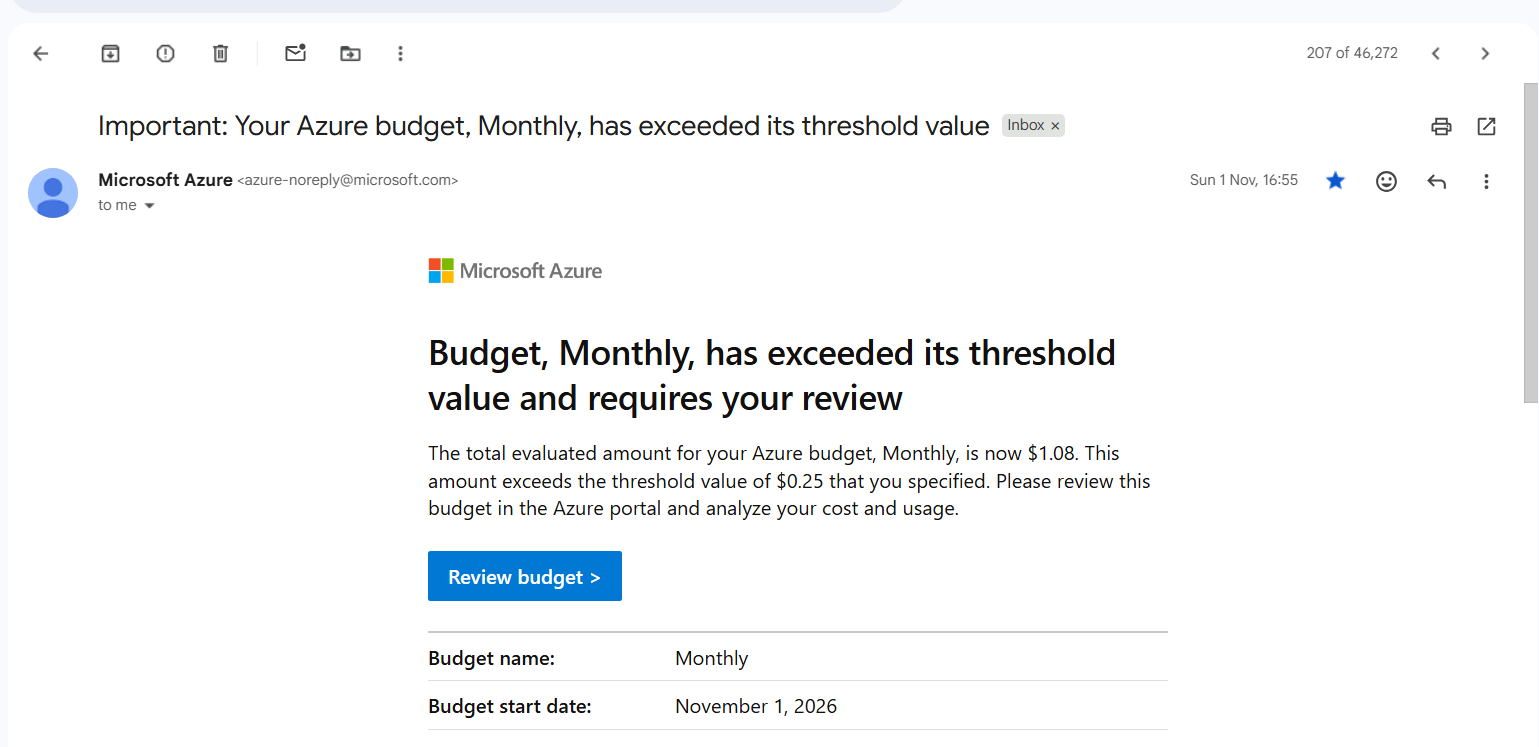 207 of 46,272
Important: Your Azure budget, Monthly, has exceeded its threshold value Inbox ×
Microsoft Azure <azure-noreply@microsoft.com> Sun 1 Nov, 16:55
to me
Microsoft Azure
Budget, Monthly, has exceeded its threshold
value and requires your review
The total evaluated amount for your Azure budget, Monthly, is now $1.08. This
amount exceeds the threshold value of $0.25 that you specified. Please review this
budget in the Azure portal and analyze your cost and usage.
Review budget >
Budget name: Monthly
Budget start date: November 1, 2026